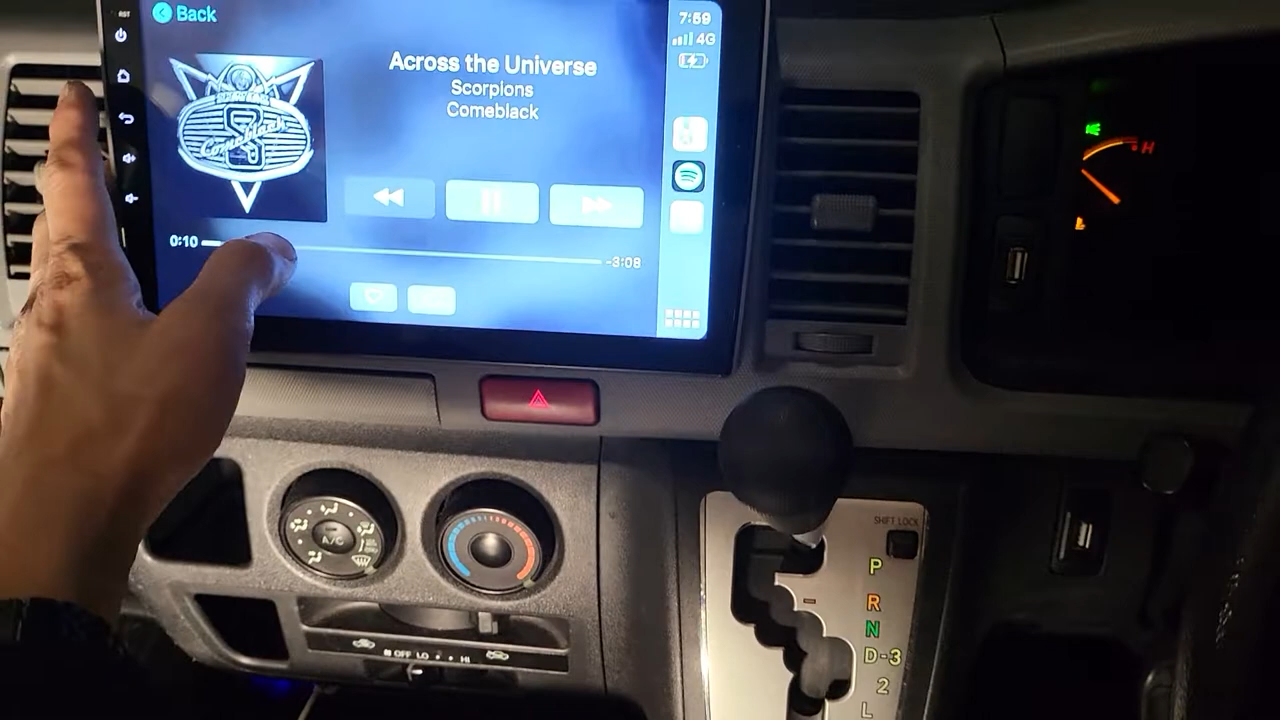 RST
Back
7:59
4G
Across the Universe
Scorpions
Comeblack
Comeblack
0:10
-3:08
H
A/C
OFF LO
HI
SHIFT LOCK
P
R
N
D-3
2
L